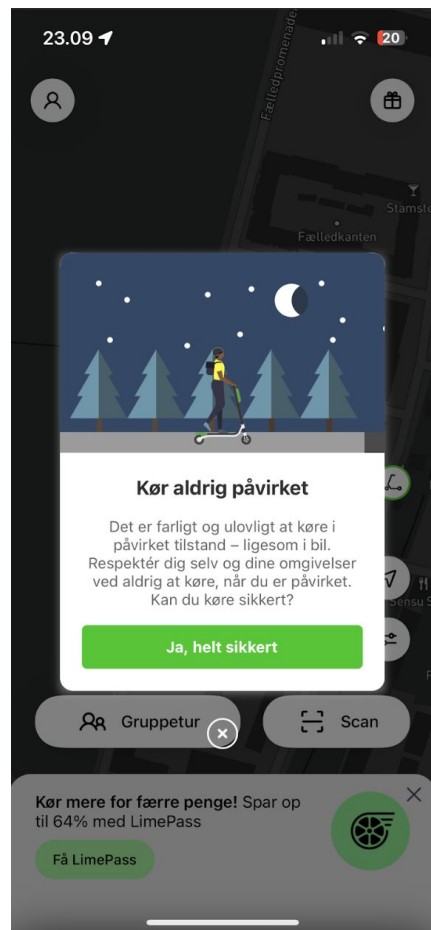 23.09
20
Fælledpromenaden
Stamste
Fælledkanten
Kør aldrig påvirket
Det er farligt og ulovligt at køre i
påvirket tilstand – ligesom i bil.
Respektér dig selv og dine omgivelser
ved aldrig at køre, når du er påvirket.
Kan du køre sikkert?
Sensu S
Ja, helt sikkert
Gruppetur
Scan
Kør mere for færre penge! Spar op
til 64% med LimePass
Få LimePass